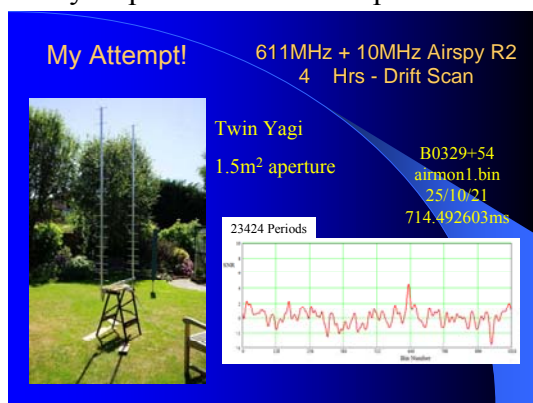 My Attempt!
611MHz + 10MHz Airspy R2
4 Hrs - Drift Scan
Twin Yagi
1.5m² aperture
B0329+54
airmon1.bin
25/10/21
714.492603ms
23424 Periods
SNR
Bin Number